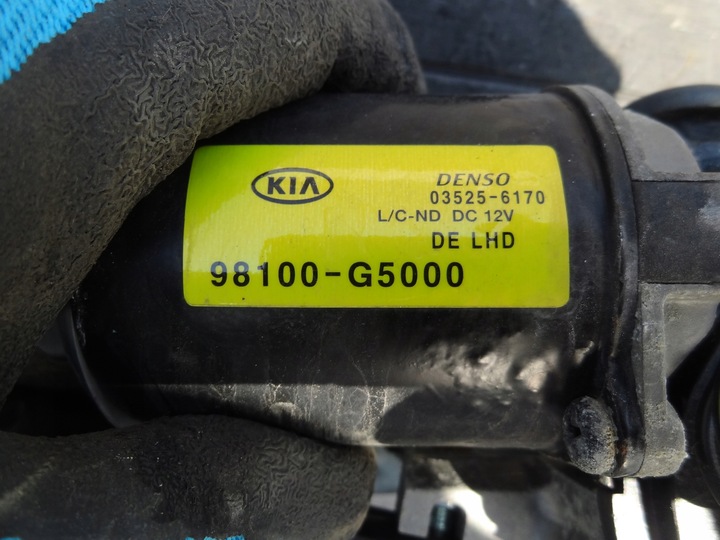 KIA
DENSO
03525-6170
L/C-ND DC 12V
DE LHD
98100-G5000